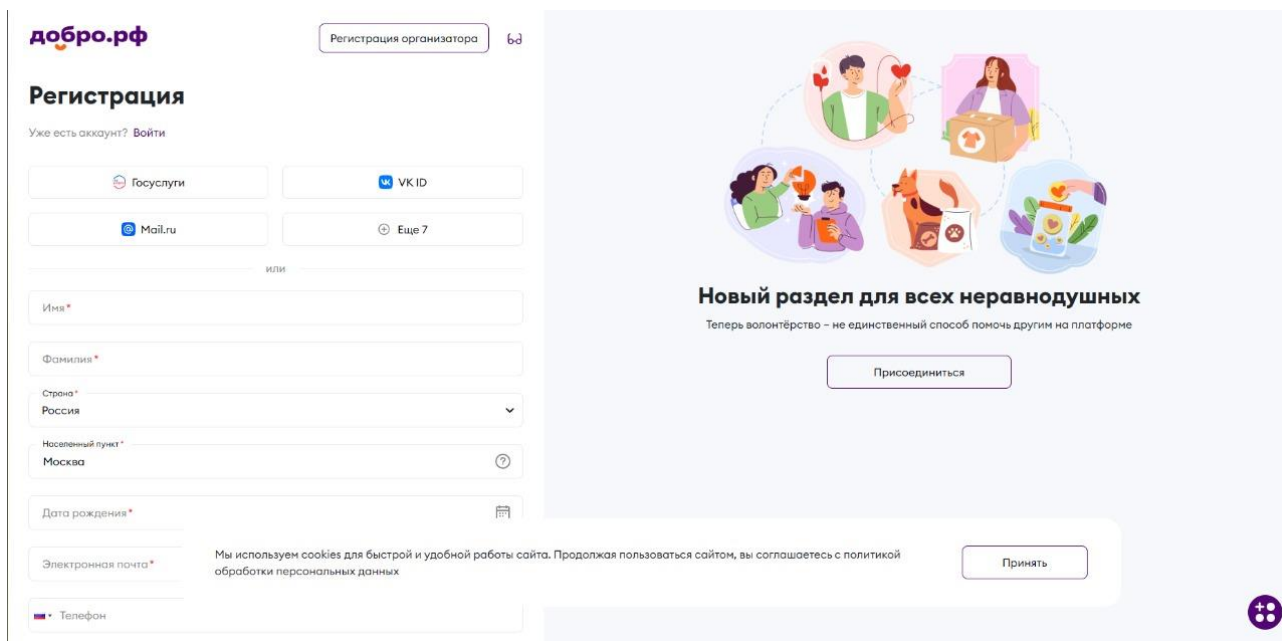 добро.рф
Регистрация организатора
Регистрация
Уже есть аккаунт? Войти
Госуслуги
VK ID
Mail.ru
Еще 7
или
Имя*
Фамилия*
Страна*
Россия
Населенный пункт*
Москва
Дата рождения*
Электронная почта*
Телефон
Новый раздел для всех неравнодушных
Теперь волонтёрство – не единственный способ помочь другим на платформе
Присоединиться
Мы используем cookies для быстрой и удобной работы сайта. Продолжая пользоваться сайтом, вы соглашаетесь с политикой
обработки персональных данных
Принять